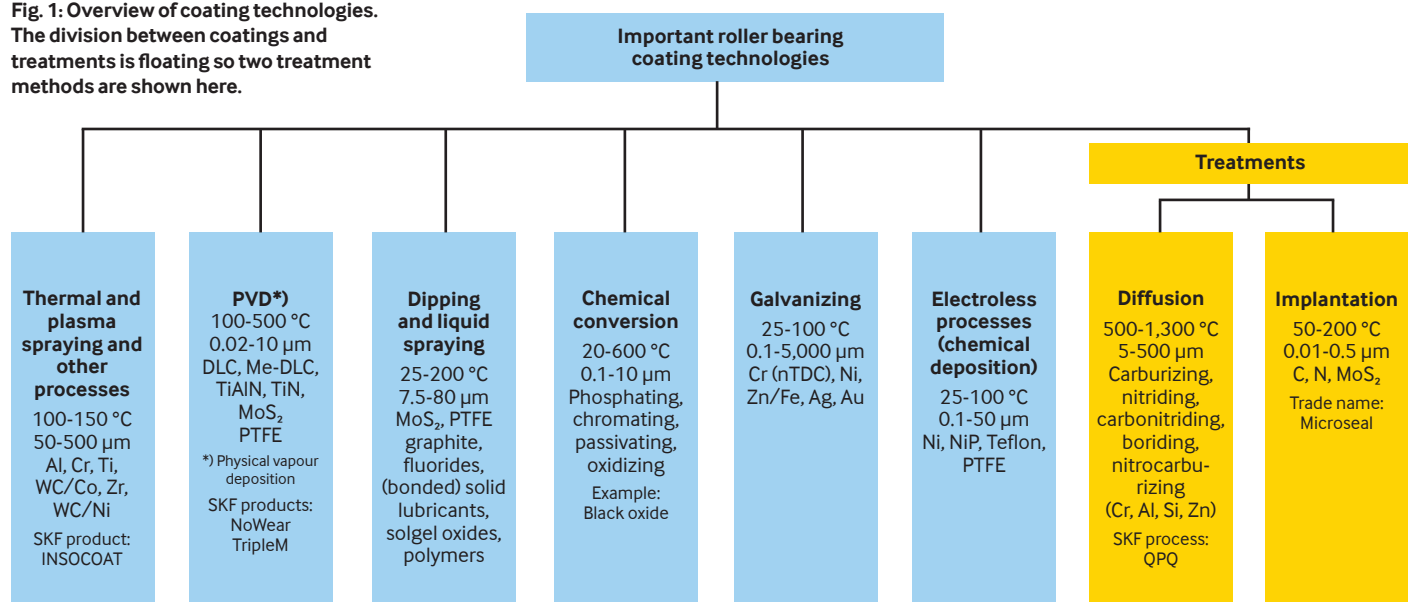 Fig. 1: Overview of coating technologies.
The division between coatings and
treatments is floating so two treatment
methods are shown here.
Important roller bearing
coating technologies
Treatments
Thermal and
plasma
spraying and
other
processes
100-150 °C
50-500 µm
Al, Cr, Ti,
WC/Co, Zr,
WC/Ni
SKF product:
INSOCOAT
PVD*)
100-500 °C
0.02-10 µm
DLC, Me-DLC,
TiAlN, TiN,
MoS₂
PTFE
*) Physical vapour
deposition
SKF products:
NoWear
TripleM
Dipping
and liquid
spraying
25-200 °C
7.5-80 µm
MoS₂, PTFE
graphite,
fluorides,
(bonded) solid
lubricants,
solgel oxides,
polymers
Chemical
conversion
20-600 °C
0.1-10 µm
Phosphating,
chromating,
passivating,
oxidizing
Example:
Black oxide
Galvanizing
25-100 °C
0.1-5,000 µm
Cr (nTDC), Ni,
Zn/Fe, Ag, Au
Electroless
processes
(chemical
deposition)
25-100 °C
0.1-50 µm
Ni, NiP, Teflon,
PTFE
Diffusion
500-1,300 °C
5-500 µm
Carburizing,
nitriding,
carbonitriding,
boriding,
nitrocarbu-
rizing
(Cr, Al, Si, Zn)
SKF process:
QPQ
Implantation
50-200 °C
0.01-0.5 µm
C, N, MoS₂
Trade name:
Microseal